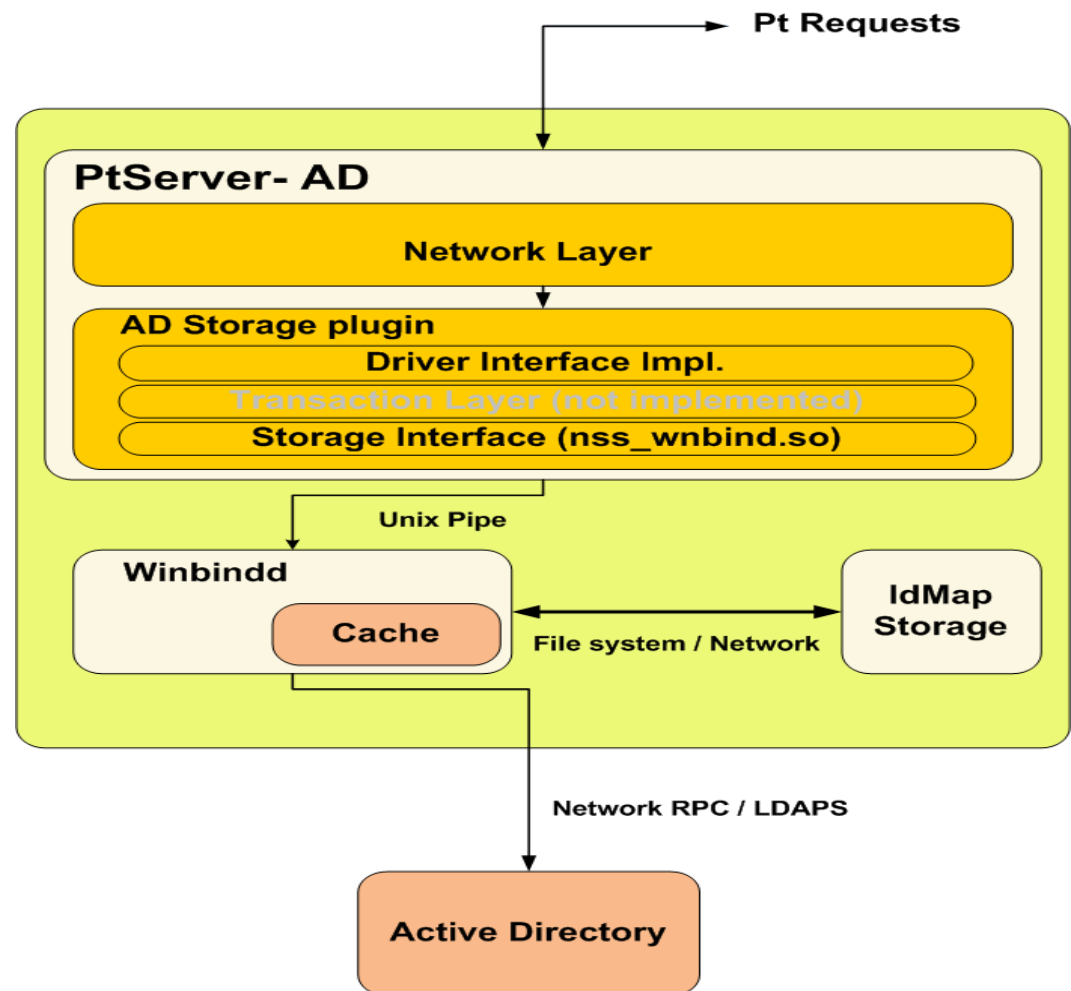 Pt Requests
PtServer- AD
Network Layer
AD Storage plugin
Driver Interface Impl.
Transaction Layer (not implemented)
Storage Interface (nss_wnbind.so)
Unix Pipe
Winbindd
Cache
File system / Network
IdMap
Storage
Network RPC / LDAPS
Active Directory